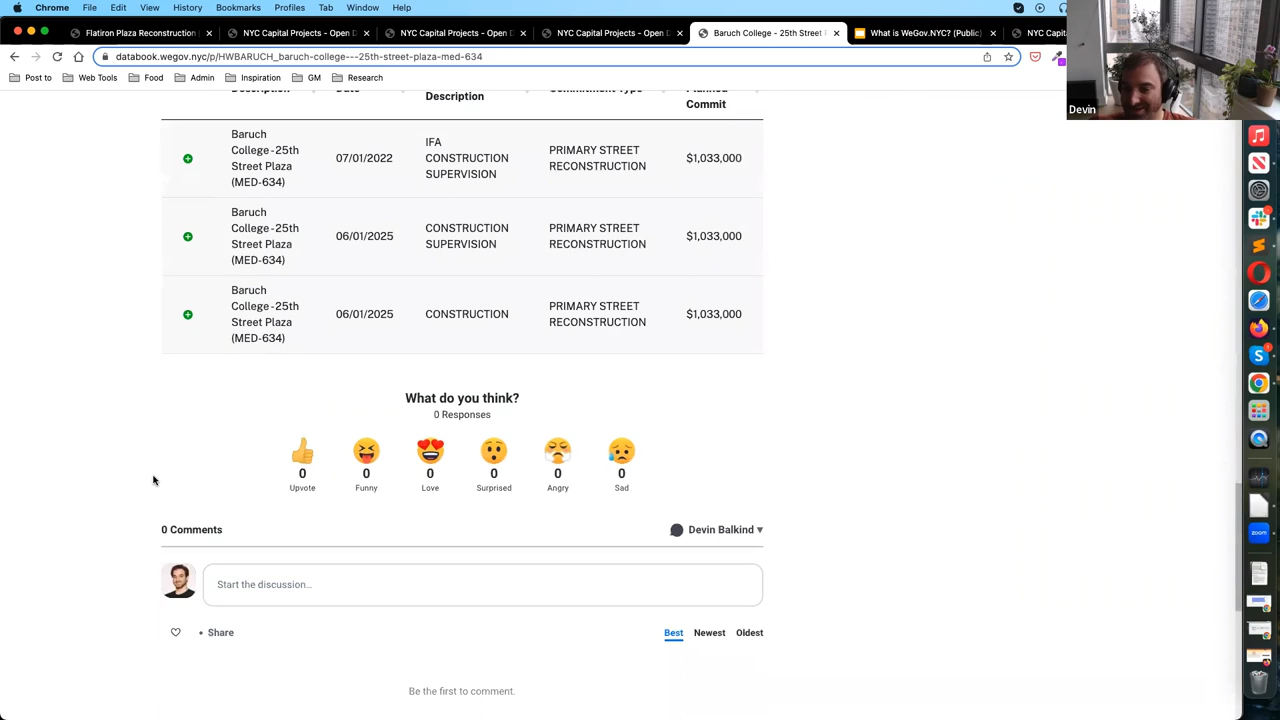 Chrome File Edit View History Bookmarks Profiles Tab Window Help
Flatiron Plaza Reconstruction
NYC Capital Projects - Open D
NYC Capital Projects - Open D
NYC Capital Projects - Open D
Baruch College - 25th Street
What is WeGov.NYC? (Public)
NYC Capital
databook.wegov.nyc/p/HWBARUCH_baruch-college---25th-street-plaza-med-634
Post to Web Tools Food Admin Inspiration GM Research
Devin
Description
Date
Description
Commitment Type
Planned
Commit
Baruch
College - 25th
Street Plaza
(MED-634)
07/01/2022
IFA
CONSTRUCTION
SUPERVISION
PRIMARY STREET
RECONSTRUCTION
$1,033,000
Baruch
College - 25th
Street Plaza
(MED-634)
06/01/2025
CONSTRUCTION
SUPERVISION
PRIMARY STREET
RECONSTRUCTION
$1,033,000
Baruch
College - 25th
Street Plaza
(MED-634)
06/01/2025
CONSTRUCTION
PRIMARY STREET
RECONSTRUCTION
$1,033,000
What do you think?
0 Responses
0 0 0 0 0 0
Upvote Funny Love Surprised Angry Sad
0 Comments
Devin Balkind
Start the discussion...
• Share
Best Newest Oldest
Be the first to comment.
zoom